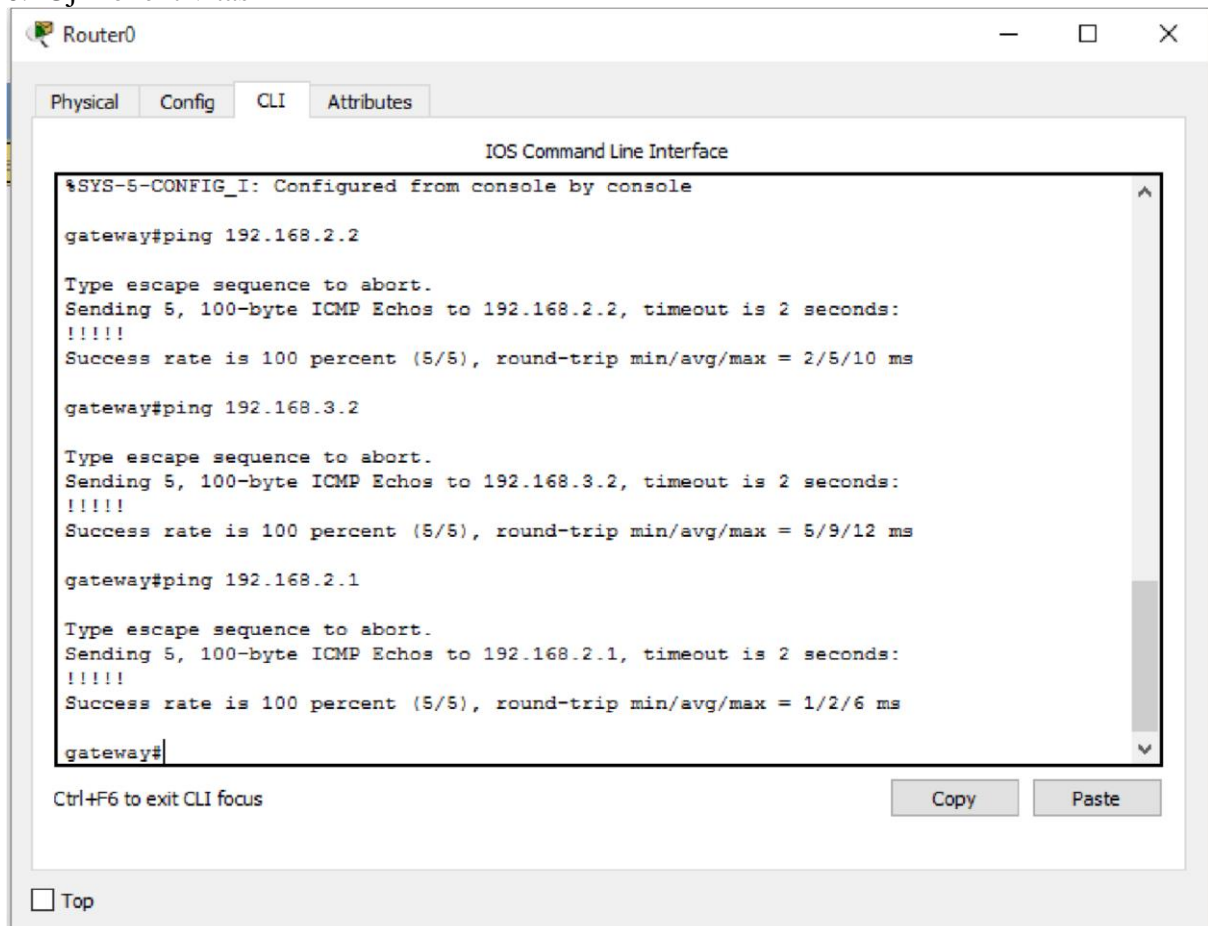 Router0
Physical Config CLI Attributes
IOS Command Line Interface
%SYS-5-CONFIG_I: Configured from console by console
gateway#ping 192.168.2.2
Type escape sequence to abort.
Sending 5, 100-byte ICMP Echos to 192.168.2.2, timeout is 2 seconds:
!!!!!
Success rate is 100 percent (5/5), round-trip min/avg/max = 2/5/10 ms
gateway#ping 192.168.3.2
Type escape sequence to abort.
Sending 5, 100-byte ICMP Echos to 192.168.3.2, timeout is 2 seconds:
!!!!!
Success rate is 100 percent (5/5), round-trip min/avg/max = 5/9/12 ms
gateway#ping 192.168.2.1
Type escape sequence to abort.
Sending 5, 100-byte ICMP Echos to 192.168.2.1, timeout is 2 seconds:
!!!!!
Success rate is 100 percent (5/5), round-trip min/avg/max = 1/2/6 ms
gateway#
Ctrl+F6 to exit CLI focus
Copy Paste
Top